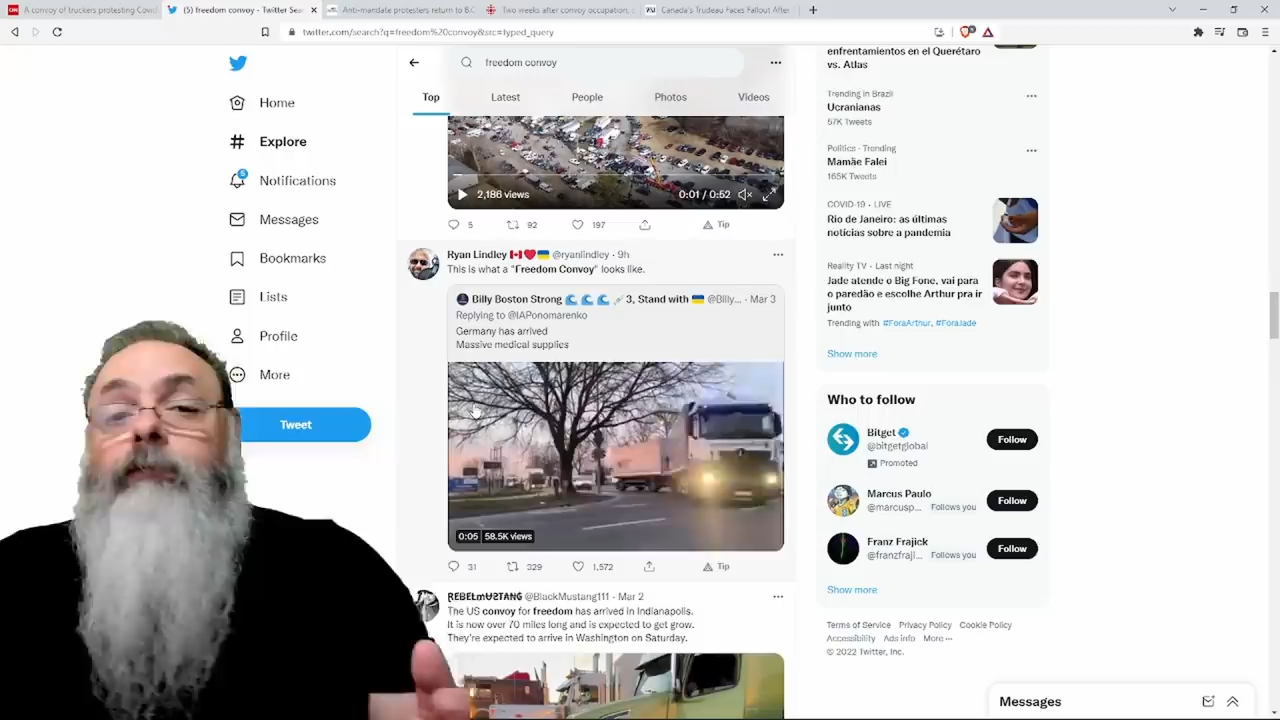 A convoy of trucks protesting Covid
(5) freedom convoy - Twitter Sear
Anti-mandate protesters return to B.C
Two weeks after convoy occupation, c
Canada's Trudeau Faces Fallout After
twitter.com/search?q=freedom%20convoy&src=typed_query
Home
Explore
5
Notifications
Messages
Bookmarks
Lists
Profile
More
Tweet
freedom convoy
Top
Latest
People
Photos
Videos
2,186 views
0:01 / 0:52
5
92
197
Tip
Ryan Lindley @ryanlindley · 9h
This is what a "Freedom Convoy" looks like.
Billy Boston Strong 3, Stand with @Billy... · Mar 3
Replying to @IAPonomarenko
Germany has arrived
Massive medical supplies
0:05 58.5K views
31
329
1,572
Tip
@BlackMustang111 · Mar 2
The US convoy for freedom has arrived in Indianapolis.
It is now over 70 miles long and is expected to get grow.
They're expected to arrive in Washington on Saturday.
enfrentamientos en el Querétaro
vs. Atlas
Trending in Brazil
Ucranianas
57K Tweets
Politics · Trending
Mamãe Falei
165K Tweets
COVID-19 · LIVE
Rio de Janeiro: as últimas
notícias sobre a pandemia
Reality TV · Last night
Jade atende o Big Fone, vai para
o paredão e escolhe Arthur pra ir
junto
Trending with #ForaArthur, #ForaJade
Show more
Who to follow
Bitget
@bitgetglobal
Promoted
Follow
Marcus Paulo
@marcusp... Follows you
Follow
Franz Frajick
@franzfraji... Follows you
Follow
Show more
Terms of Service Privacy Policy Cookie Policy
Accessibility Ads info More ···
© 2022 Twitter, Inc.
Messages